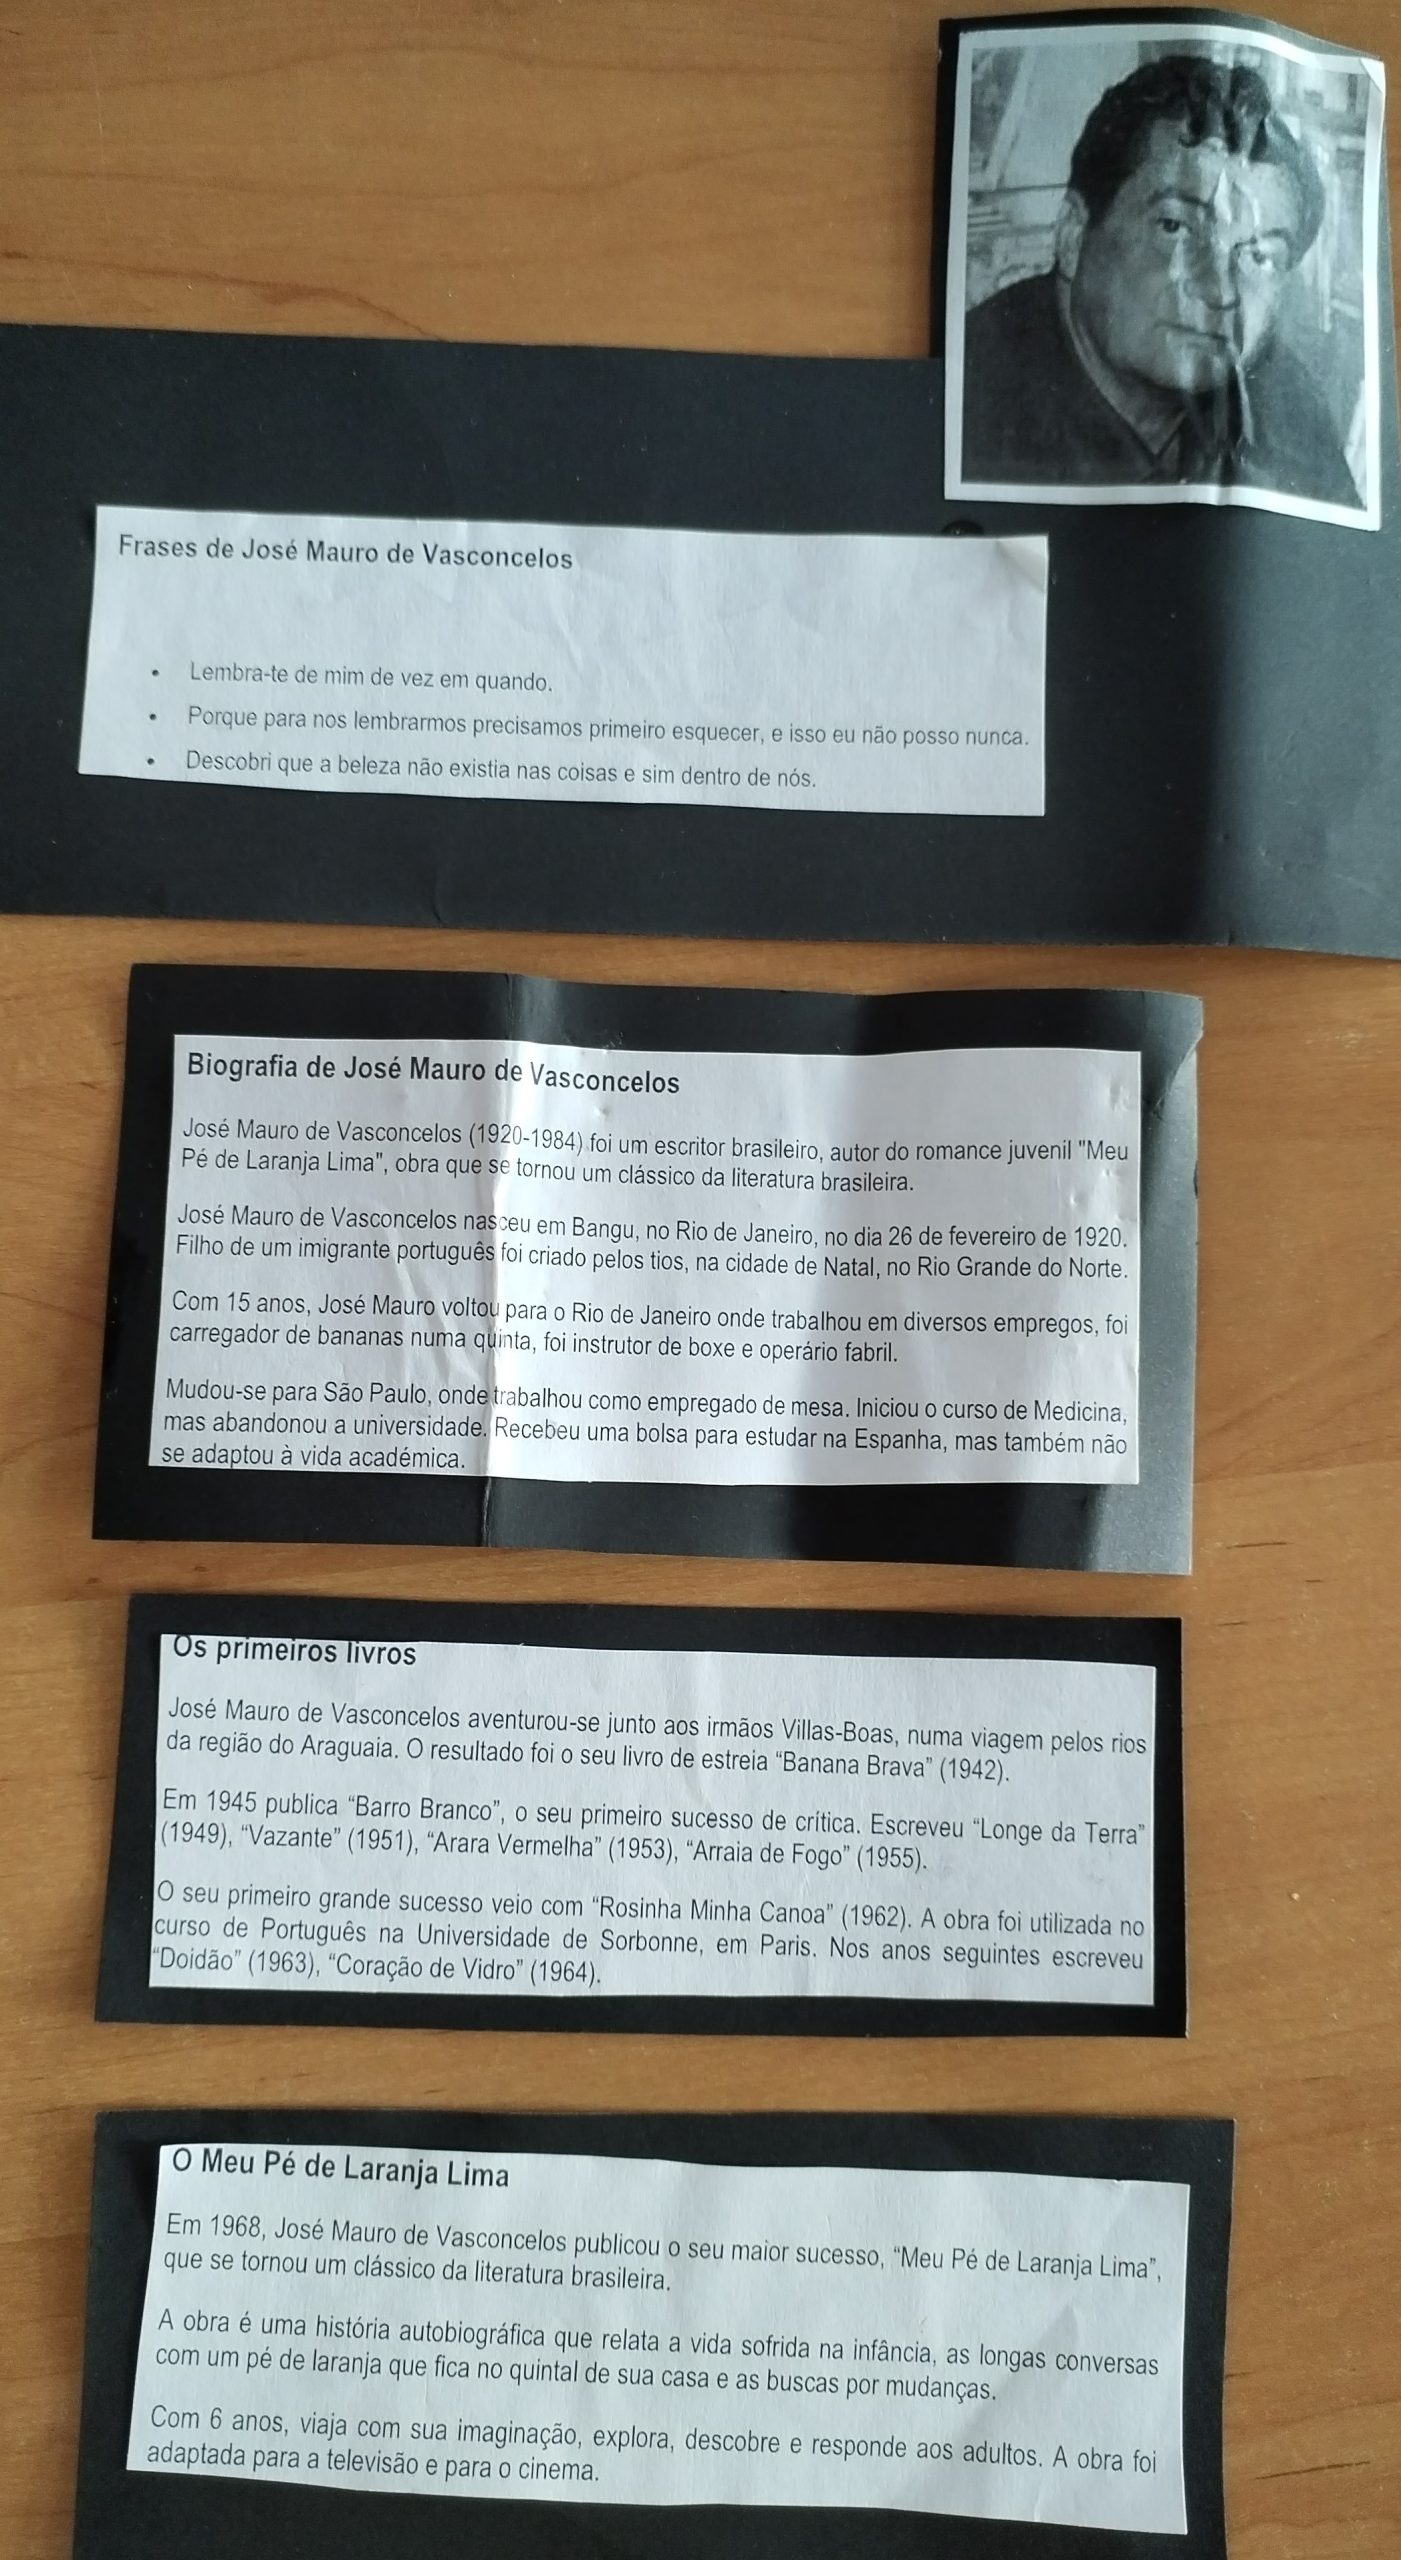 Frases de José Mauro de Vasconcelos
• Lembra-te de mim de vez em quando.
• Porque para nos lembrarmos precisamos primeiro esquecer, e isso eu não posso nunca.
• Descobri que a beleza não existia nas coisas e sim dentro de nós.
Biografia de José Mauro de Vasconcelos
José Mauro de Vasconcelos (1920-1984) foi um escritor brasileiro, autor do romance juvenil "Meu
Pé de Laranja Lima", obra que se tornou um clássico da literatura brasileira.
José Mauro de Vasconcelos nasceu em Bangu, no Rio de Janeiro, no dia 26 de fevereiro de 1920.
Filho de um imigrante português foi criado pelos tios, na cidade de Natal, no Rio Grande do Norte.
Com 15 anos, José Mauro voltou para o Rio de Janeiro onde trabalhou em diversos empregos, foi
carregador de bananas numa quinta, foi instrutor de boxe e operário fabril.
Mudou-se para São Paulo, onde trabalhou como empregado de mesa. Iniciou o curso de Medicina,
mas abandonou a universidade. Recebeu uma bolsa para estudar na Espanha, mas também não
se adaptou à vida académica.
Os primeiros livros
José Mauro de Vasconcelos aventurou-se junto aos irmãos Villas-Boas, numa viagem pelos rios
da região do Araguaia. O resultado foi o seu livro de estreia “Banana Brava” (1942).
Em 1945 publica “Barro Branco”, o seu primeiro sucesso de crítica. Escreveu “Longe da Terra”
(1949), “Vazante” (1951), “Arara Vermelha” (1953), “Arraia de Fogo” (1955).
O seu primeiro grande sucesso veio com “Rosinha Minha Canoa” (1962). A obra foi utilizada no
curso de Português na Universidade de Sorbonne, em Paris. Nos anos seguintes escreveu
“Doidão” (1963), “Coração de Vidro” (1964).
O Meu Pé de Laranja Lima
Em 1968, José Mauro de Vasconcelos publicou o seu maior sucesso, “Meu Pé de Laranja Lima”,
que se tornou um clássico da literatura brasileira.
A obra é uma história autobiográfica que relata a vida sofrida na infância, as longas conversas
com um pé de laranja que fica no quintal de sua casa e as buscas por mudanças.
Com 6 anos, viaja com sua imaginação, explora, descobre e responde aos adultos. A obra foi
adaptada para a televisão e para o cinema.